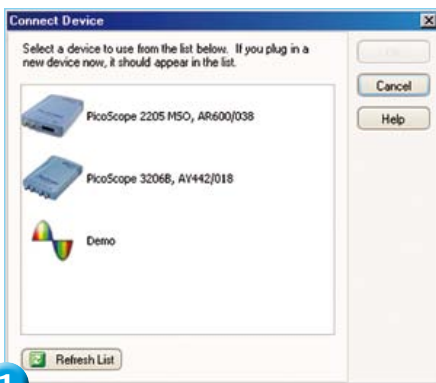 Connect Device
Select a device to use from the list below. If you plug in a
new device now, it should appear in the list.
Cancel
Help
PicoScope 2205 MSO, AR600/038
PicoScope 3206B, AY442/018
Demo
Refresh List
1